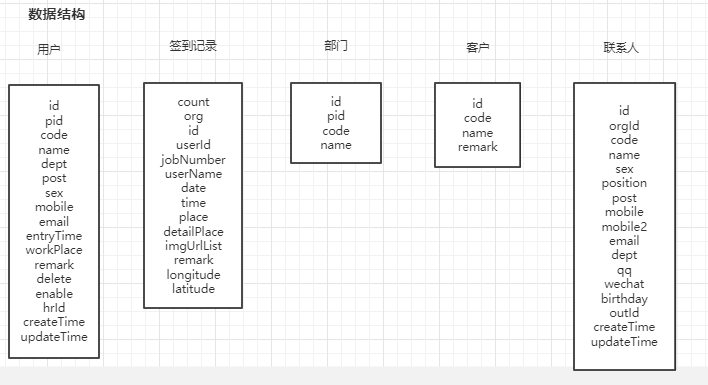 数据结构
用户
id
pid
code
name
dept
post
sex
mobile
email
entryTime
workPlace
remark
delete
enable
hrId
createTime
updateTime
签到记录
count
org
id
userId
jobNumber
userName
date
time
place
detailPlace
imgUrlList
remark
longitude
latitude
部门
id
pid
code
name
客户
id
code
name
remark
联系人
id
orgId
code
name
sex
position
post
mobile
mobile2
email
dept
qq
wechat
birthday
outId
createTime
updateTime